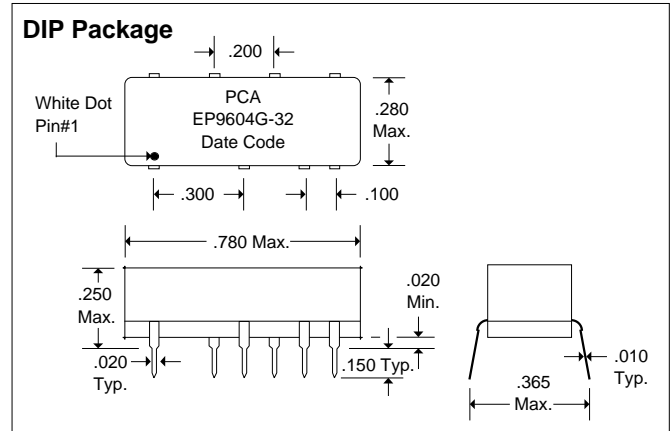 DIP Package
.200
White Dot
Pin#1
PCA
EP9604G-32
Date Code
.280
Max.
.300
.100
.780 Max.
.250
Max.
.020
Min.
.020
Typ.
.150 Typ.
.010
Typ.
.365
Max.